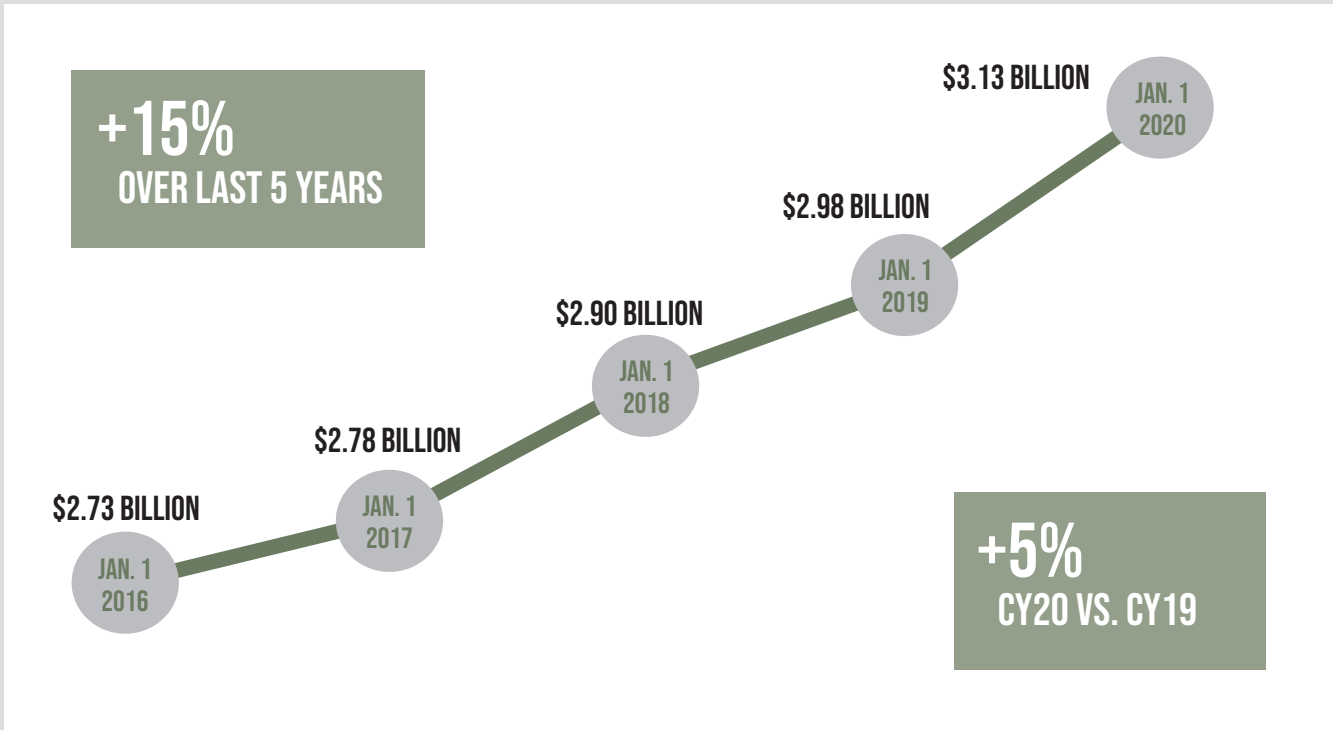 +15%
OVER LAST 5 YEARS
$3.13 BILLION
JAN. 1
2020
$2.98 BILLION
JAN. 1
2019
$2.90 BILLION
JAN. 1
2018
$2.78 BILLION
JAN. 1
2017
$2.73 BILLION
JAN. 1
2016
+5%
CY20 VS. CY19